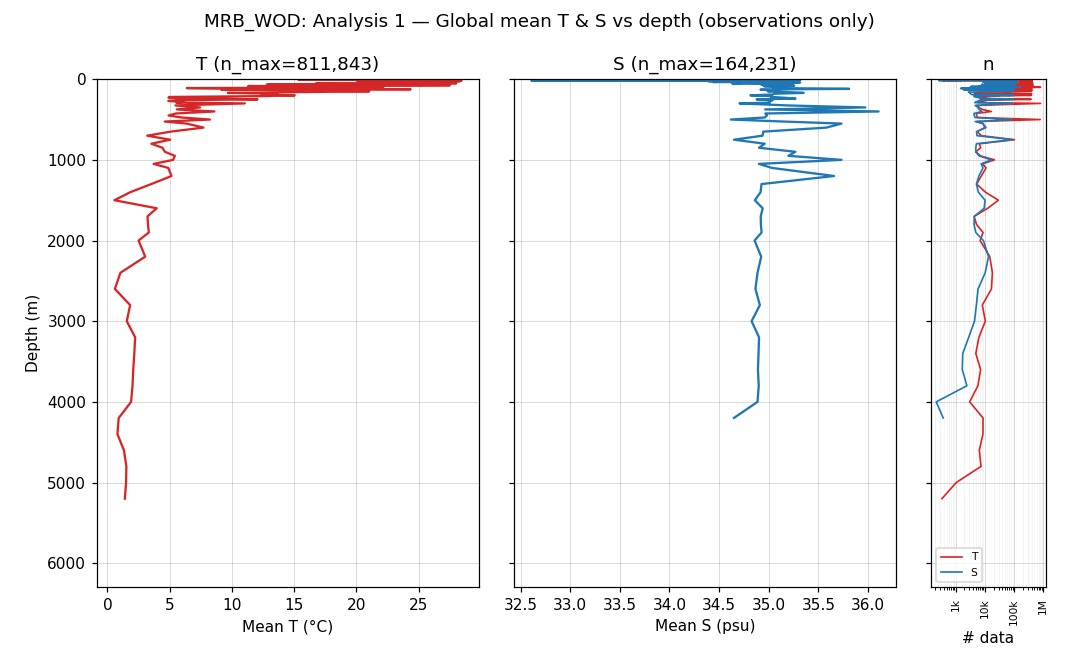 MRB_WOD: Analysis 1 — Global mean T & S vs depth (observations only)
T (n_max=811,843)
S (n_max=164,231)
n
Depth (m)
0
1000
2000
3000
4000
5000
6000
0 5 10 15 20 25
Mean T (°C)
32.5 33.0 33.5 34.0 34.5 35.0 35.5 36.0
Mean S (psu)
T
S
1k 10k 100k 1M
# data